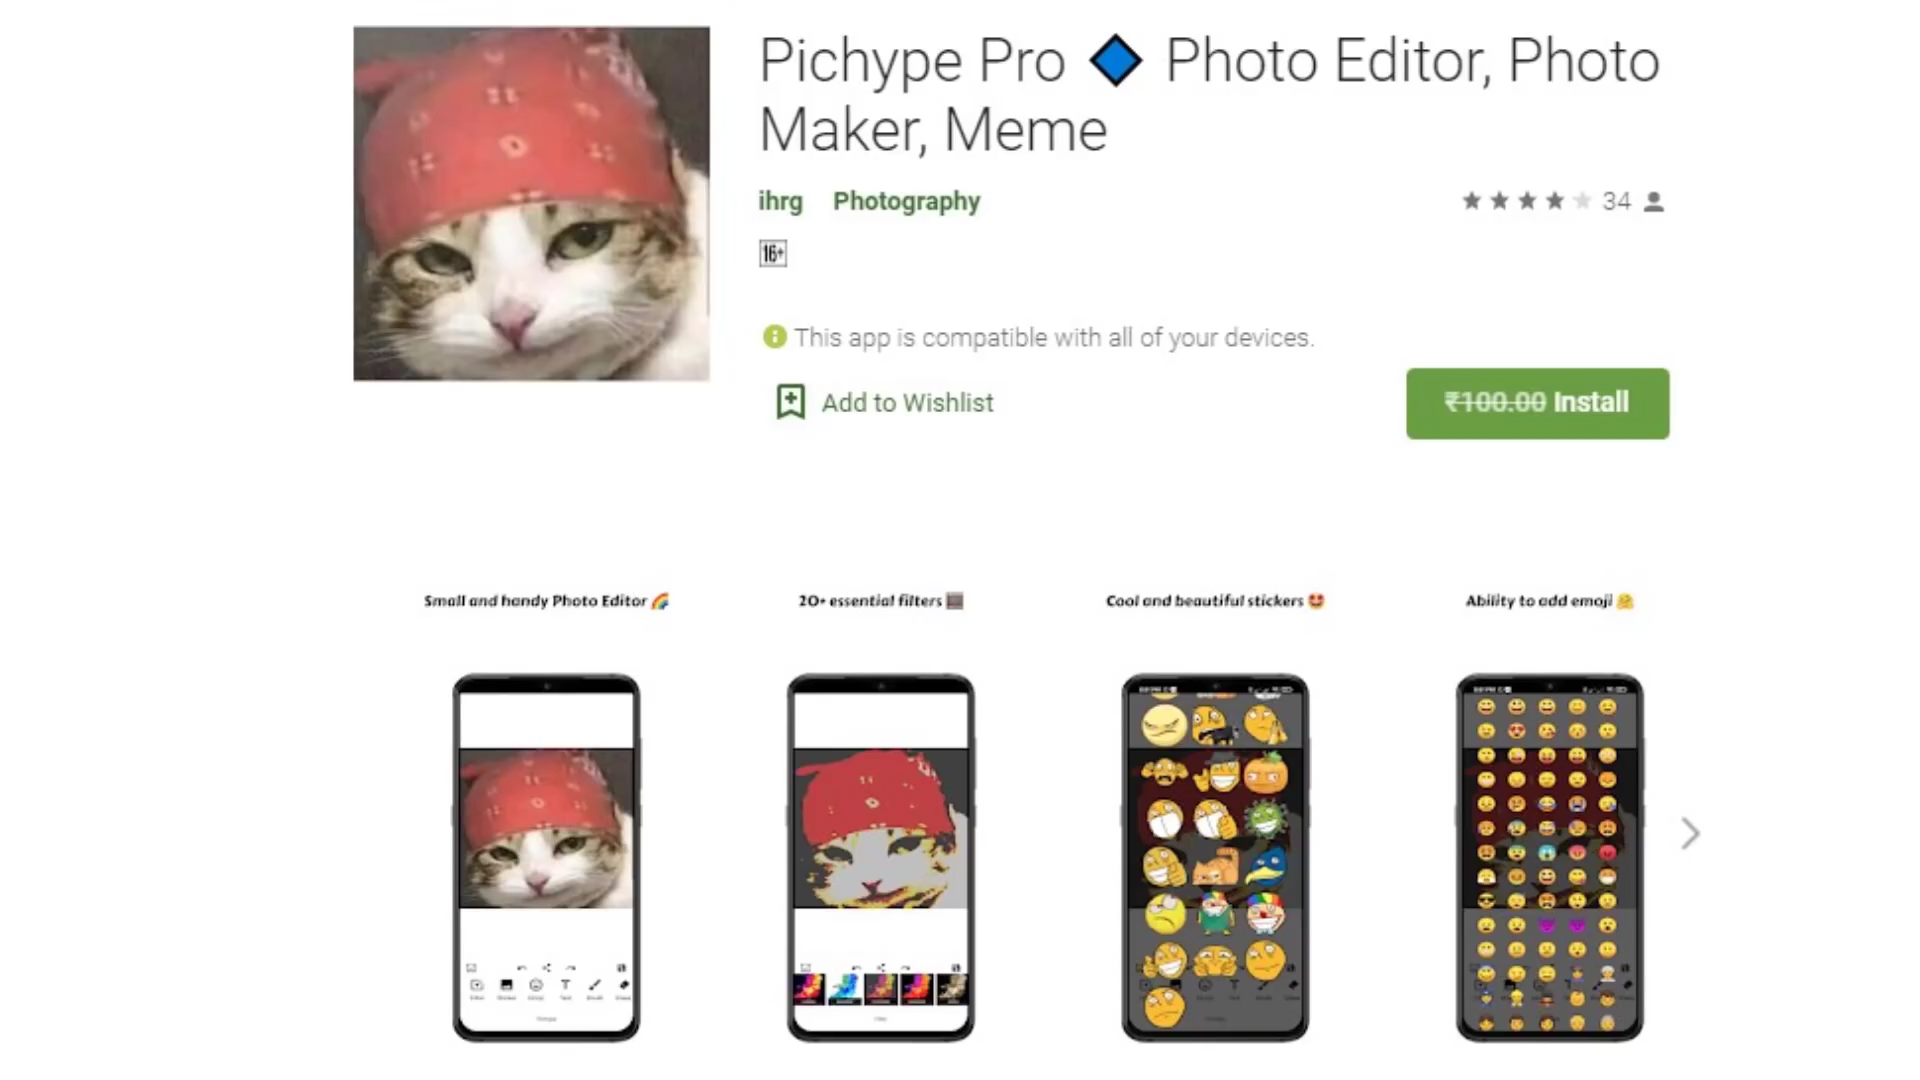 Pichype Pro 🔷 Photo Editor, Photo
Maker, Meme
ihrg Photography
34
16+
This app is compatible with all of your devices.
Add to Wishlist
₹100.00 Install
Small and handy Photo Editor 🌈
20+ essential filters
Cool and beautiful stickers 🤩
Ability to add emoji 🤗